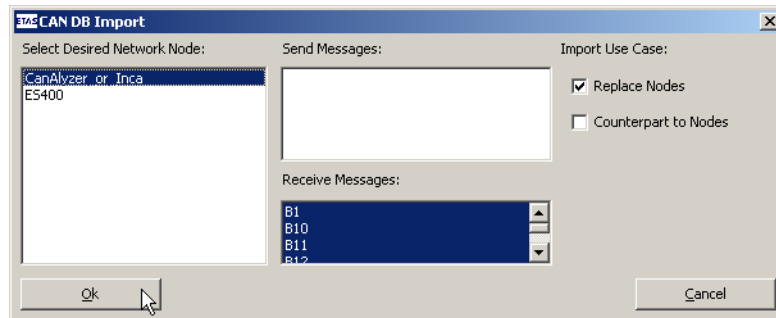 ETAS CAN DB Import
Select Desired Network Node:
CanAlyzer_or_Inca
ES400
Send Messages:
Receive Messages:
B1
B10
B11
B12
Import Use Case:
Replace Nodes
Counterpart to Nodes
Ok
Cancel